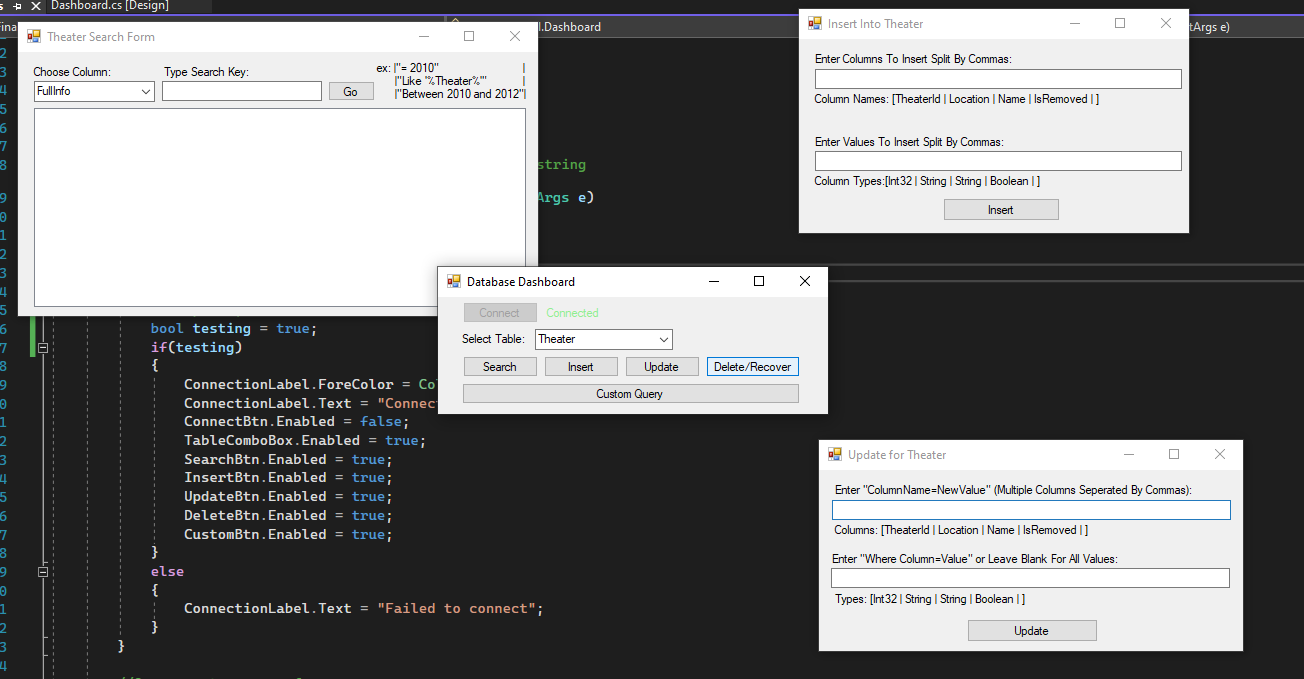 Dashboard.cs [Design]
.Dashboard
tArgs e)
Theater Search Form
Choose Column:
Type Search Key:
ex: |"= 2010" |
|"Like '%Theater%'" |
|"Between 2010 and 2012"|
FullInfo
Go
Insert Into Theater
Enter Columns To Insert Split By Commas:
Column Names: [TheaterId | Location | Name | IsRemoved | ]
Enter Values To Insert Split By Commas:
Column Types:[Int32 | String | String | Boolean | ]
Insert
string
Args e)
Database Dashboard
Connect
Connected
Select Table:
Theater
Search
Insert
Update
Delete/Recover
Custom Query
bool testing = true;
if(testing)
{
ConnectionLabel.ForeColor = Co
ConnectionLabel.Text = "Connect
ConnectBtn.Enabled = false;
TableComboBox.Enabled = true;
SearchBtn.Enabled = true;
InsertBtn.Enabled = true;
UpdateBtn.Enabled = true;
DeleteBtn.Enabled = true;
CustomBtn.Enabled = true;
}
else
{
ConnectionLabel.Text = "Failed to connect";
}
}
Update for Theater
Enter "ColumnName=NewValue" (Multiple Columns Seperated By Commas):
Columns: [TheaterId | Location | Name | IsRemoved | ]
Enter "Where Column=Value" or Leave Blank For All Values:
Types: [Int32 | String | String | Boolean | ]
Update